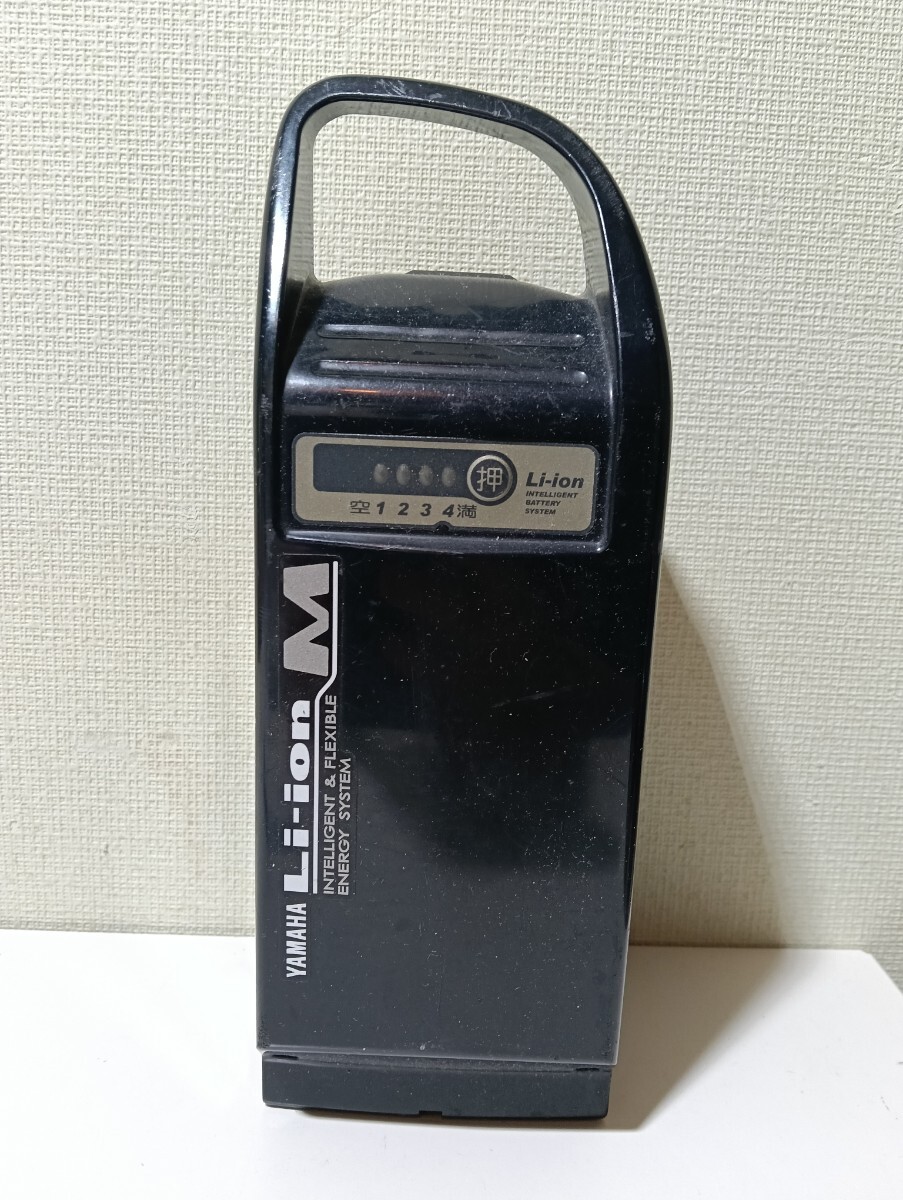 押
Li-ion
INTELLIGENT
BATTERY
SYSTEM
空1 2 3 4満
YAMAHA Li-ion M
INTELLIGENT & FLEXIBLE
ENERGY SYSTEM